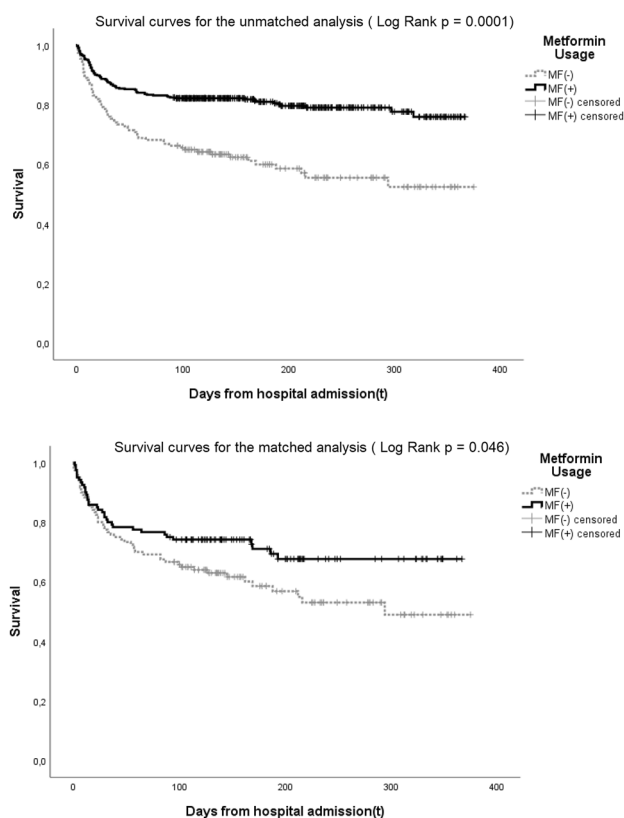 Survival curves for the unmatched analysis ( Log Rank p = 0.0001)
Metformin
Usage
MF(-)
MF(+)
MF(-) censored
MF(+) censored
1,0
0,8
0,6
0,4
0,2
0,0
Survival
0 100 200 300 400
Days from hospital admission(t)
Survival curves for the matched analysis ( Log Rank p = 0.046)
Metformin
Usage
MF(-)
MF(+)
MF(-) censored
MF(+) censored
1,0
0,8
0,6
0,4
0,2
0,0
Survival
0 100 200 300 400
Days from hospital admission(t)